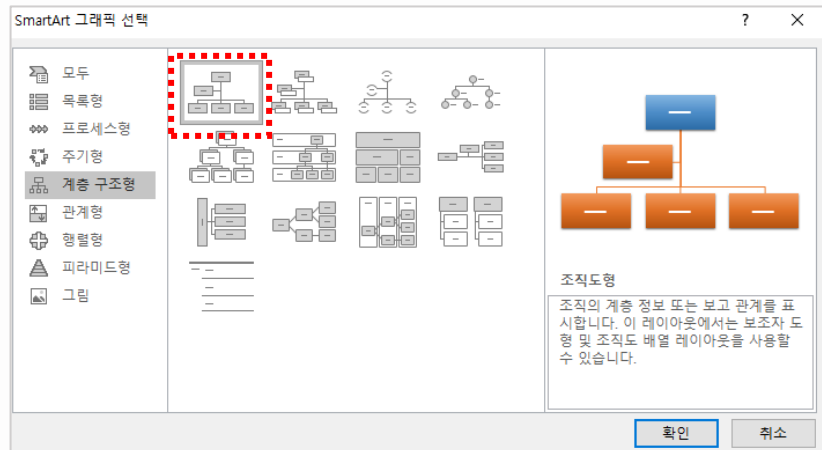 SmartArt 그래픽 선택
?
모두
목록형
프로세스형
주기형
계층 구조형
관계형
행렬형
피라미드형
그림
조직도형
조직의 계층 정보 또는 보고 관계를 표
시합니다. 이 레이아웃에서는 보조자 도
형 및 조직도 배열 레이아웃을 사용할
수 있습니다.
확인
취소